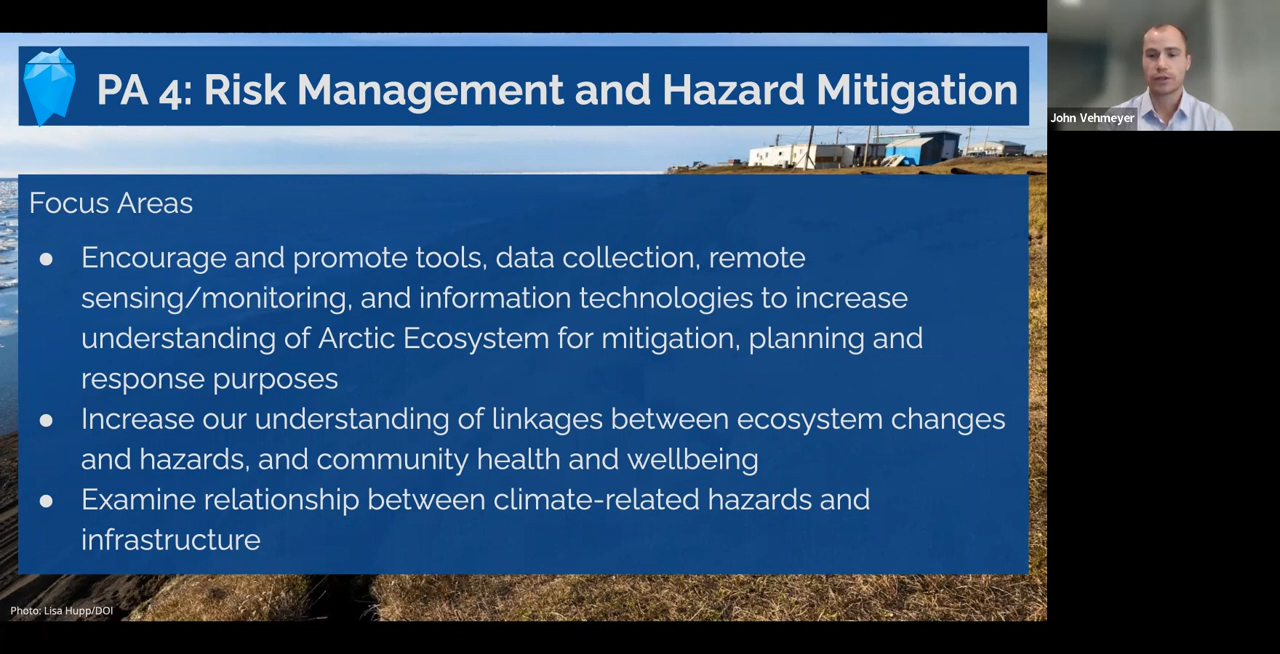 PA 4: Risk Management and Hazard Mitigation
John Vehmeyer
Focus Areas
● Encourage and promote tools, data collection, remote
sensing/monitoring, and information technologies to increase
understanding of Arctic Ecosystem for mitigation, planning and
response purposes
● Increase our understanding of linkages between ecosystem changes
and hazards, and community health and wellbeing
● Examine relationship between climate-related hazards and
infrastructure
Photo: Lisa Hupp/DOI